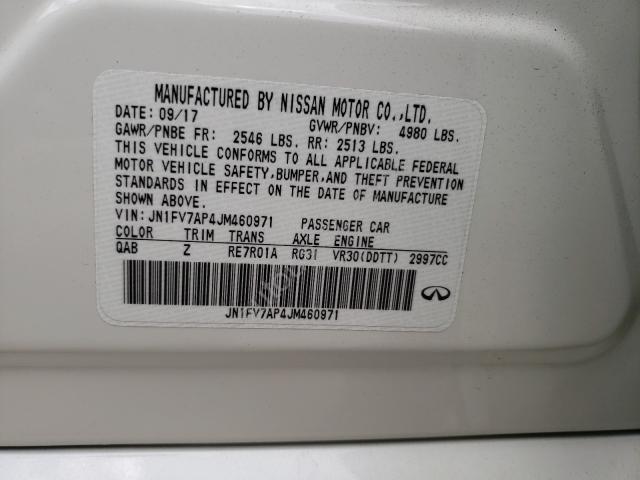 MANUFACTURED BY NISSAN MOTOR CO.,LTD.
DATE: 09/17 GVWR/PNBV: 4980 LBS.
GAWR/PNBE FR: 2546 LBS. RR: 2513 LBS.
THIS VEHICLE CONFORMS TO ALL APPLICABLE FEDERAL
MOTOR VEHICLE SAFETY,BUMPER,AND THEFT PREVENTION
STANDARDS IN EFFECT ON THE DATE OF MANUFACTURE
SHOWN ABOVE.
VIN: JN1FV7AP4JM460971 PASSENGER CAR
COLOR TRIM TRANS AXLE ENGINE
QAB Z RE7R01A RG31 VR30(DDTT) 2997CC
JN1FV7AP4JM460971